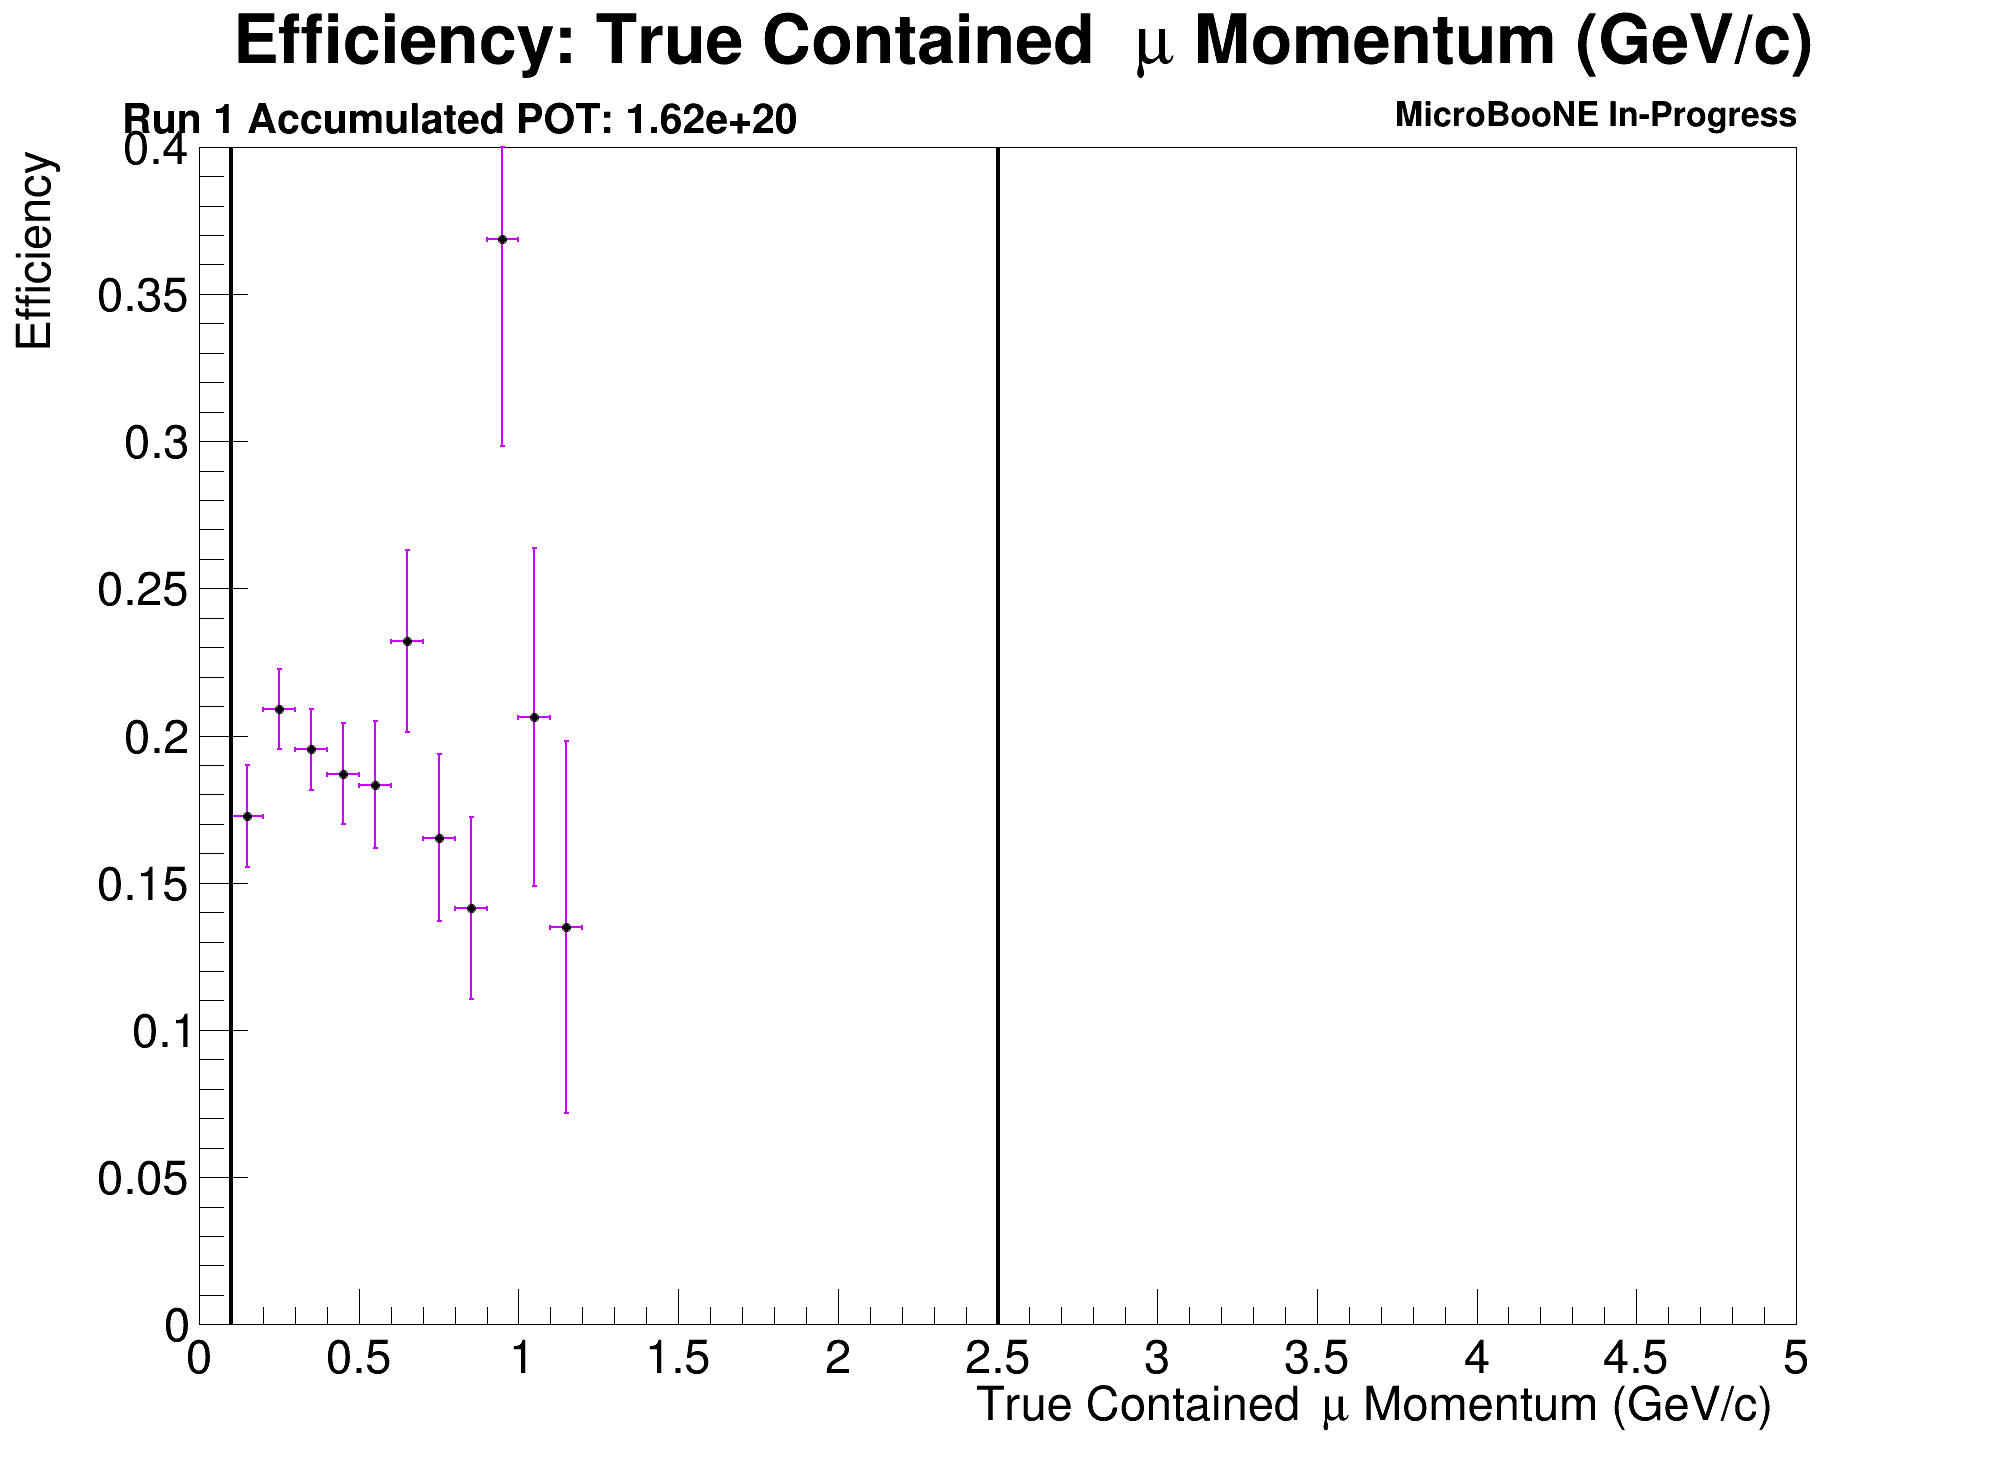 Efficiency: True Contained μ Momentum (GeV/c)
Run 1 Accumulated POT: 1.62e+20
MicroBooNE In-Progress
Efficiency
0.4
0.35
0.3
0.25
0.2
0.15
0.1
0.05
0
0 0.5 1 1.5 2 2.5 3 3.5 4 4.5 5
True Contained μ Momentum (GeV/c)